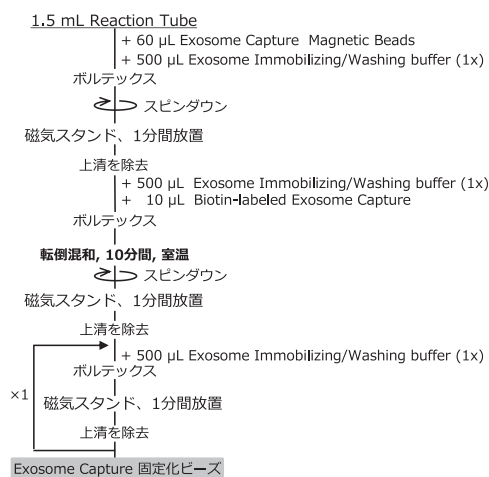 1.5 mL Reaction Tube
+ 60 µL Exosome Capture Magnetic Beads
+ 500 µL Exosome Immobilizing/Washing buffer (1x)
ボルテックス
スピンダウン
磁気スタンド、1分間放置
上清を除去
+ 500 µL Exosome Immobilizing/Washing buffer (1x)
+ 10 µL Biotin-labeled Exosome Capture
ボルテックス
転倒混和, 10分間, 室温
スピンダウン
磁気スタンド、1分間放置
上清を除去
+ 500 µL Exosome Immobilizing/Washing buffer (1x)
ボルテックス
×1
磁気スタンド、1分間放置
上清を除去
Exosome Capture 固定化ビーズ